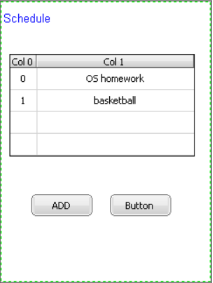 Schedule
Col 0 Col 1
0 OS homework
1 basketball
ADD Button